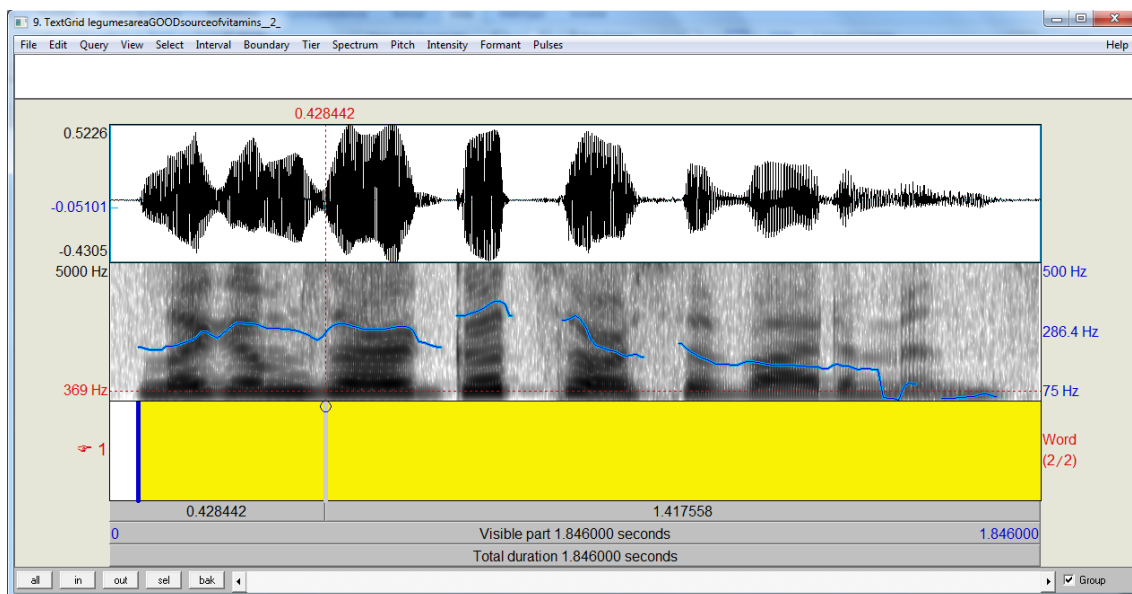 9. TextGrid legumesareaGOODsourceofvitamins__2_
File Edit Query View Select Interval Boundary Tier Spectrum Pitch Intensity Formant Pulses Help
0.428442
0.5226
-0.05101
-0.4305
5000 Hz 500 Hz
286.4 Hz
369 Hz 75 Hz
☞ 1 Word
(2/2)
0.428442 1.417558
0 Visible part 1.846000 seconds 1.846000
Total duration 1.846000 seconds
all in out sel bak Group